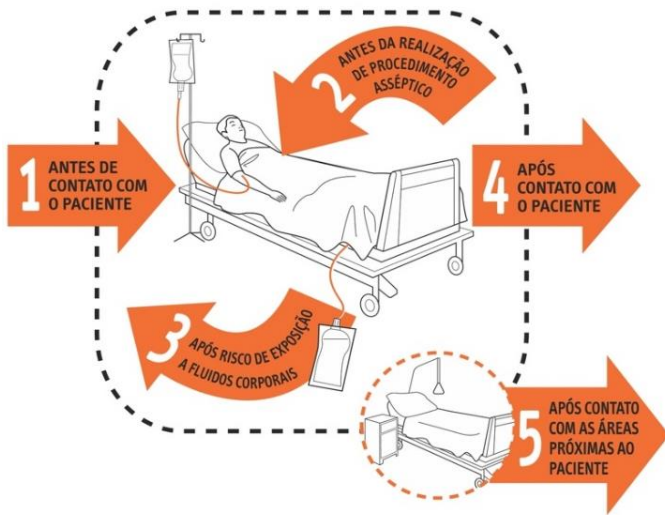 1
ANTES DE
CONTATO COM
O PACIENTE
2
ANTES DA REALIZAÇÃO
DE PROCEDIMENTO
ASSÉPTICO
3
APÓS RISCO DE EXPOSIÇÃO
A FLUIDOS CORPORAIS
4
APÓS
CONTATO COM
O PACIENTE
5
APÓS CONTATO
COM AS ÁREAS
PRÓXIMAS AO
PACIENTE